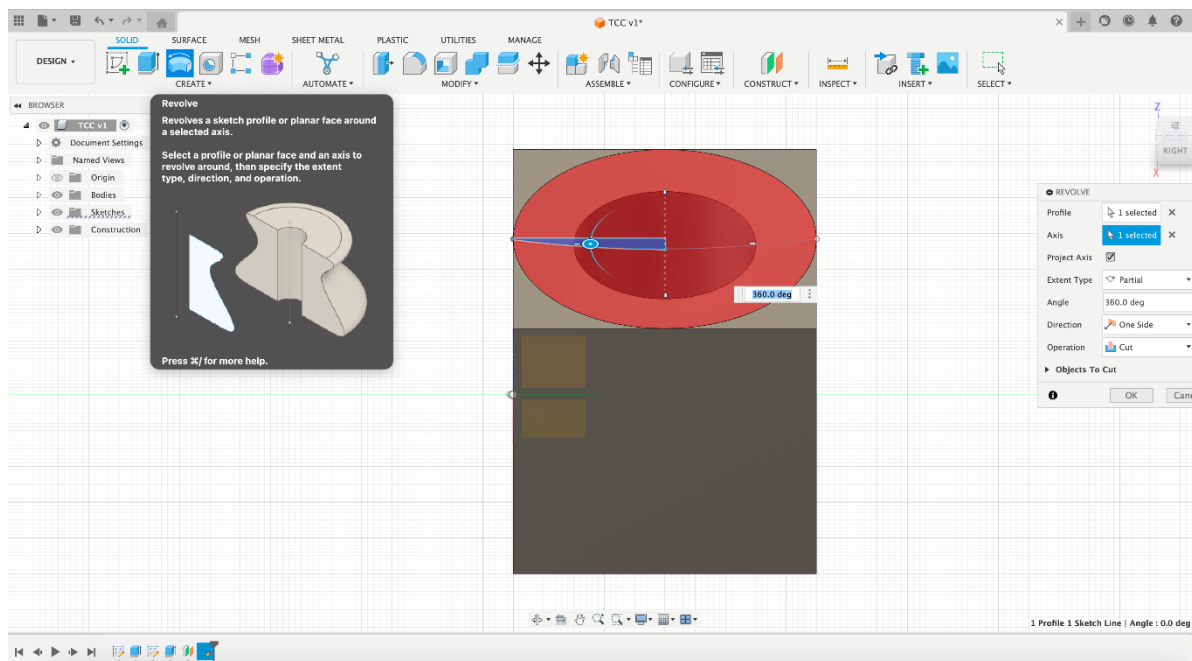 TCC v1*
SOLID SURFACE MESH SHEET METAL PLASTIC UTILITIES MANAGE
DESIGN
CREATE AUTOMATE MODIFY ASSEMBLE CONFIGURE CONSTRUCT INSPECT INSERT SELECT
BROWSER
TCC v1
Document Settings
Named Views
Origin
Bodies
Sketches
Construction
Revolve
Revolves a sketch profile or planar face around
a selected axis.
Select a profile or planar face and an axis to
revolve around, then specify the extent
type, direction, and operation.
Press ⌘/ for more help.
360.0 deg
Z
RIGHT
X
REVOLVE
Profile 1 selected
Axis 1 selected
Project Axis
Extent Type Partial
Angle 360.0 deg
Direction One Side
Operation Cut
Objects To Cut
OK Canc
1 Profile 1 Sketch Line | Angle : 0.0 deg